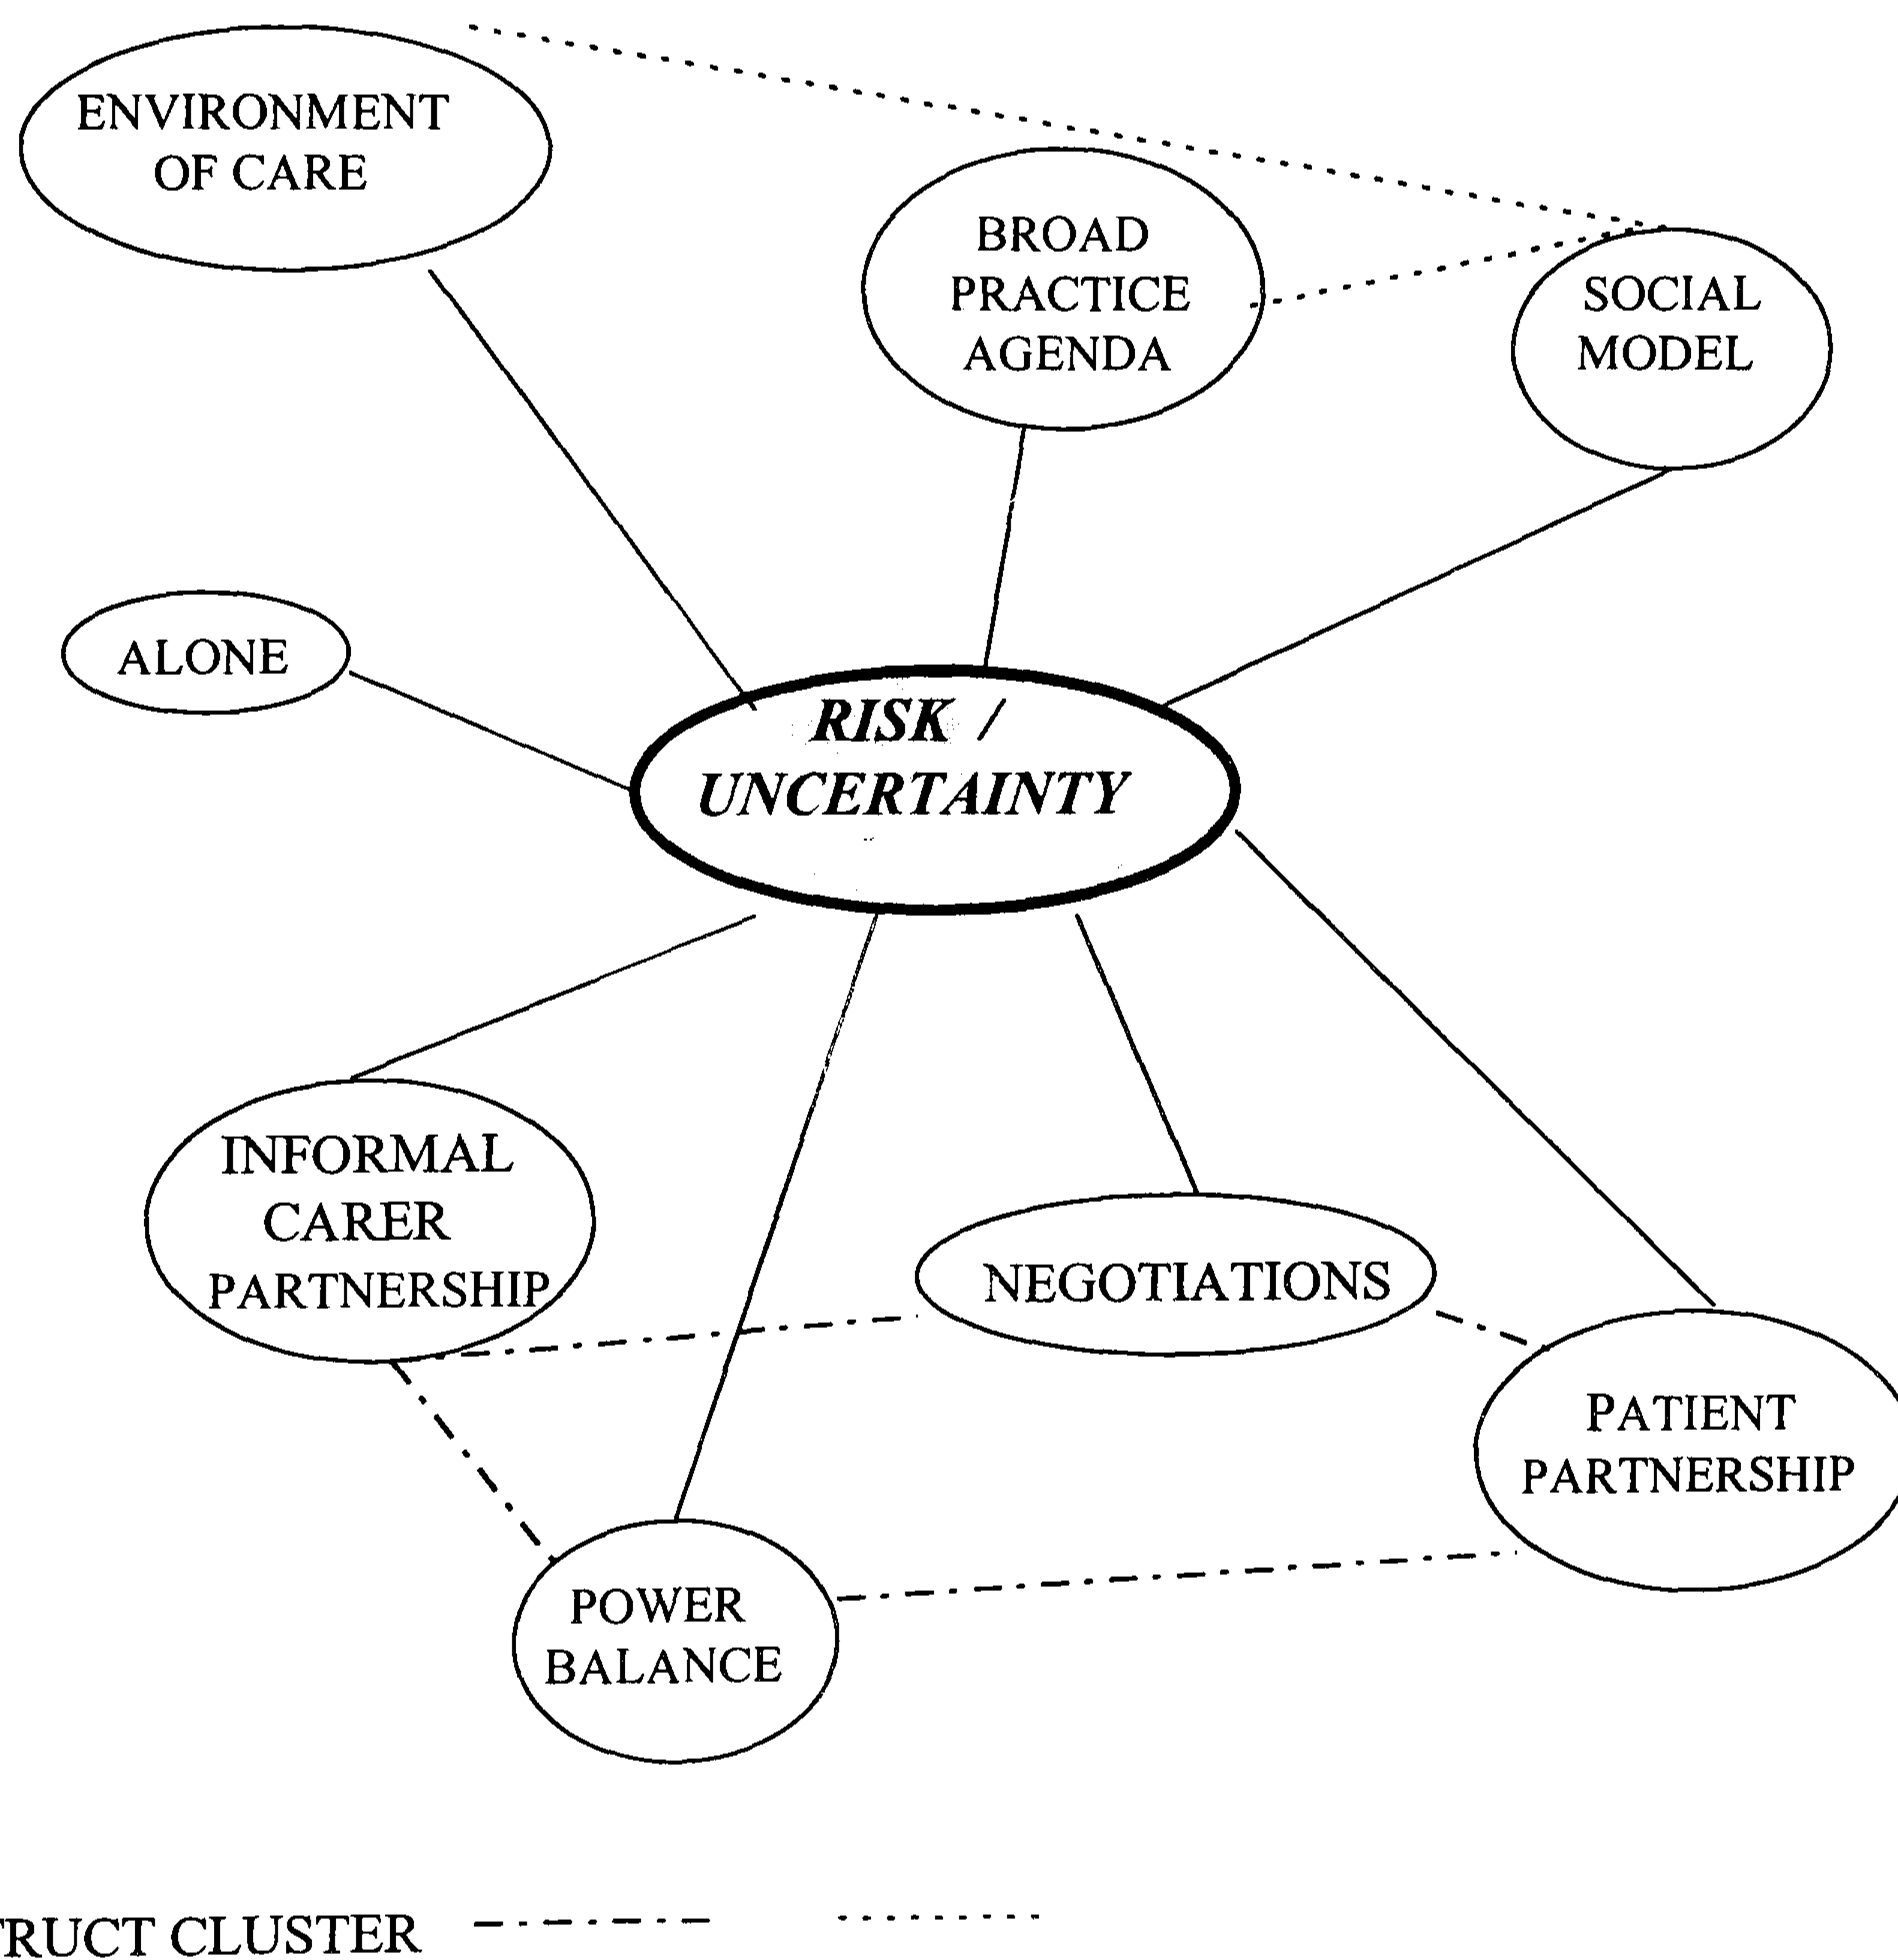 ENVIRONMENT
OF CARE
BROAD
PRACTICE
AGENDA
SOCIAL
MODEL
ALONE
RISK /
UNCERTAINTY
INFORMAL
CARER
PARTNERSHIP
NEGOTIATIONS
PATIENT
PARTNERSHIP
POWER
BALANCE
TRUCT CLUSTER